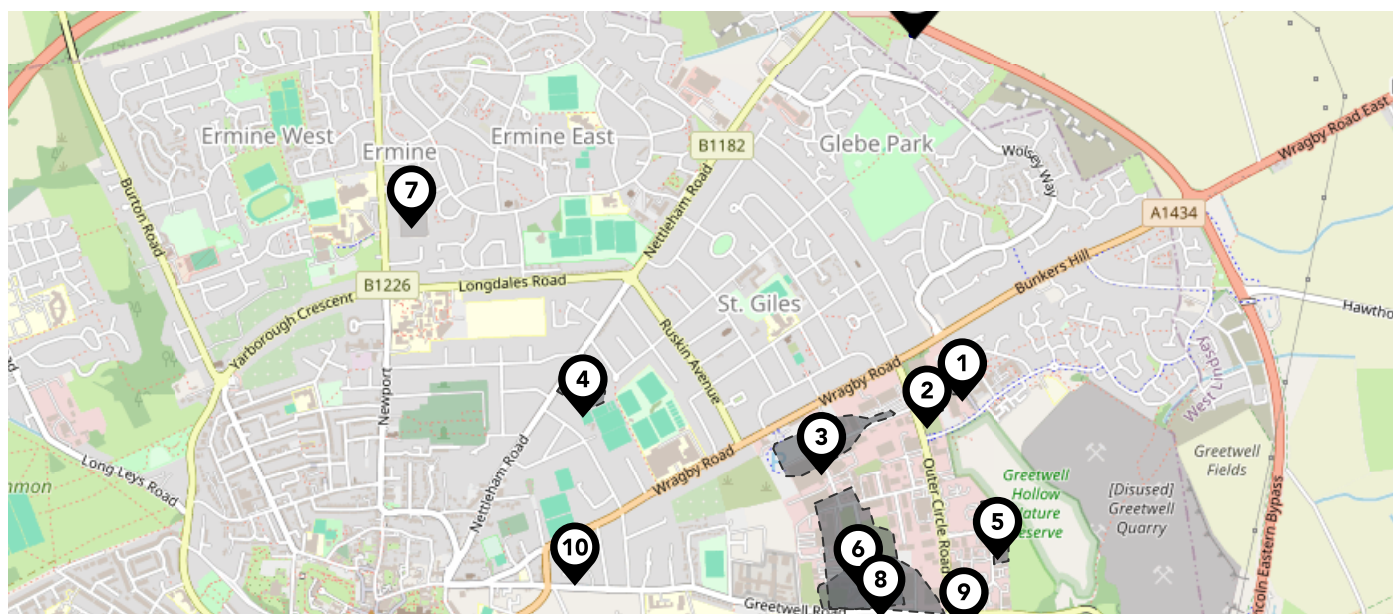 Ermine West
Ermine
Ermine East
B1182
Glebe Park
Wolsey Way
Wragby Road East
A1434
7
Burton Road
Nettleham Road
B1226
Longdales Road
Yarborough Crescent
St. Giles
Bunkers Hill
Hawtho
Ruskin Avenue
Newport
4
Wragby Road
1
2
3
West Lindsey
Long Leys Road
Nettleham Road
Wragby Road
Outer Circle Road
Greetwell
Hollow
Nature
Reserve
[Disused]
Greetwell
Quarry
Greetwell
Fields
5
6
8
9
10
Greetwell Road
Lincoln Eastern Bypass